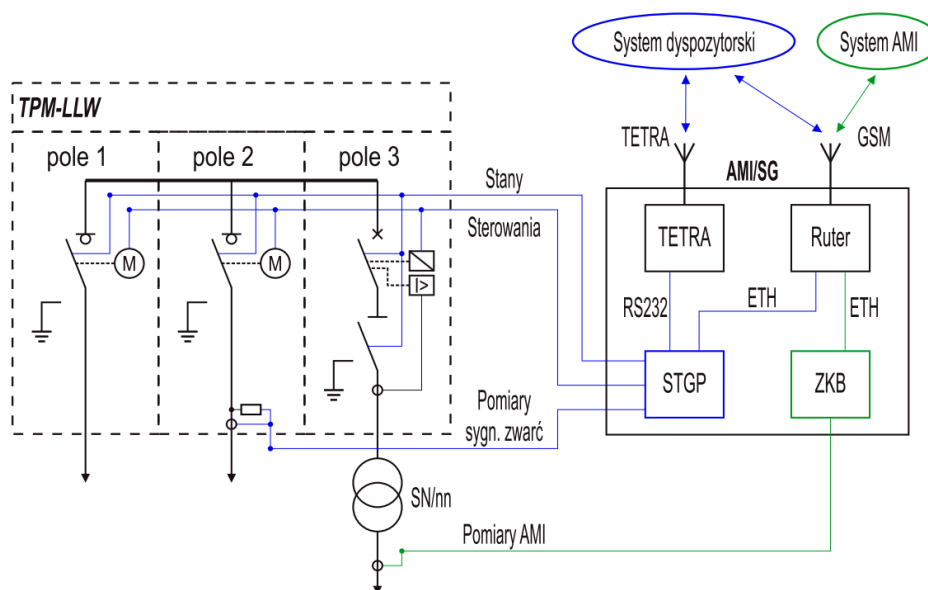 System dyspozytorski
System AMI
TPM-LLW
TETRA
GSM
pole 1
pole 2
pole 3
AMI/SG
Stany
Sterowania
TETRA
Ruter
M
M
I>
RS232
ETH
ETH
STGP
ZKB
Pomiary
sygn. zwarć
SN/nn
Pomiary AMI